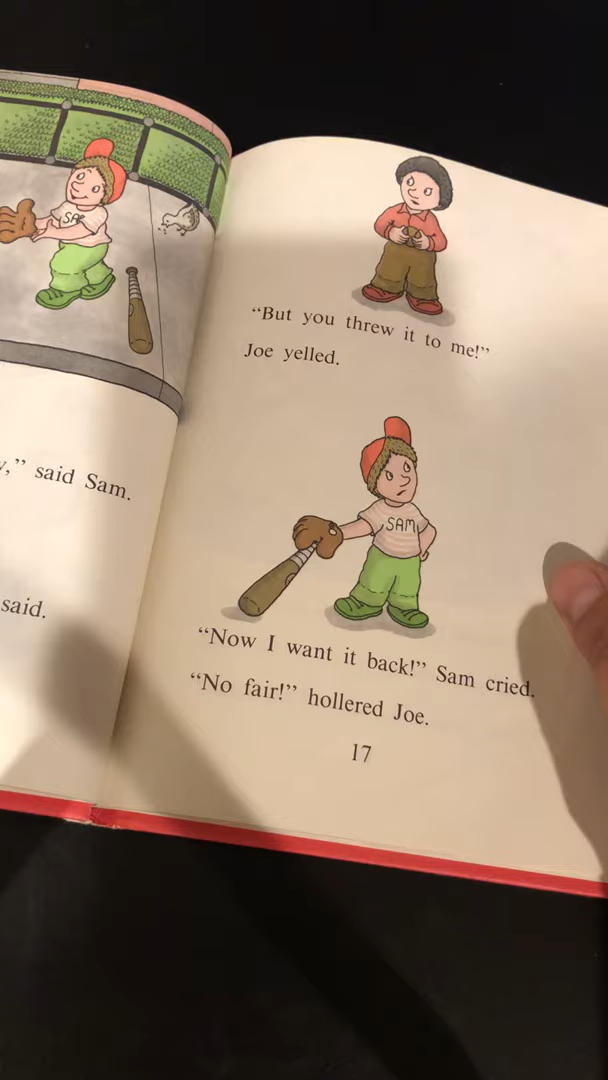 said Sam.
said.
"But you threw it to me!"
Joe yelled.
SAM
"Now I want it back!" Sam cried.
"No fair!" hollered Joe.
17